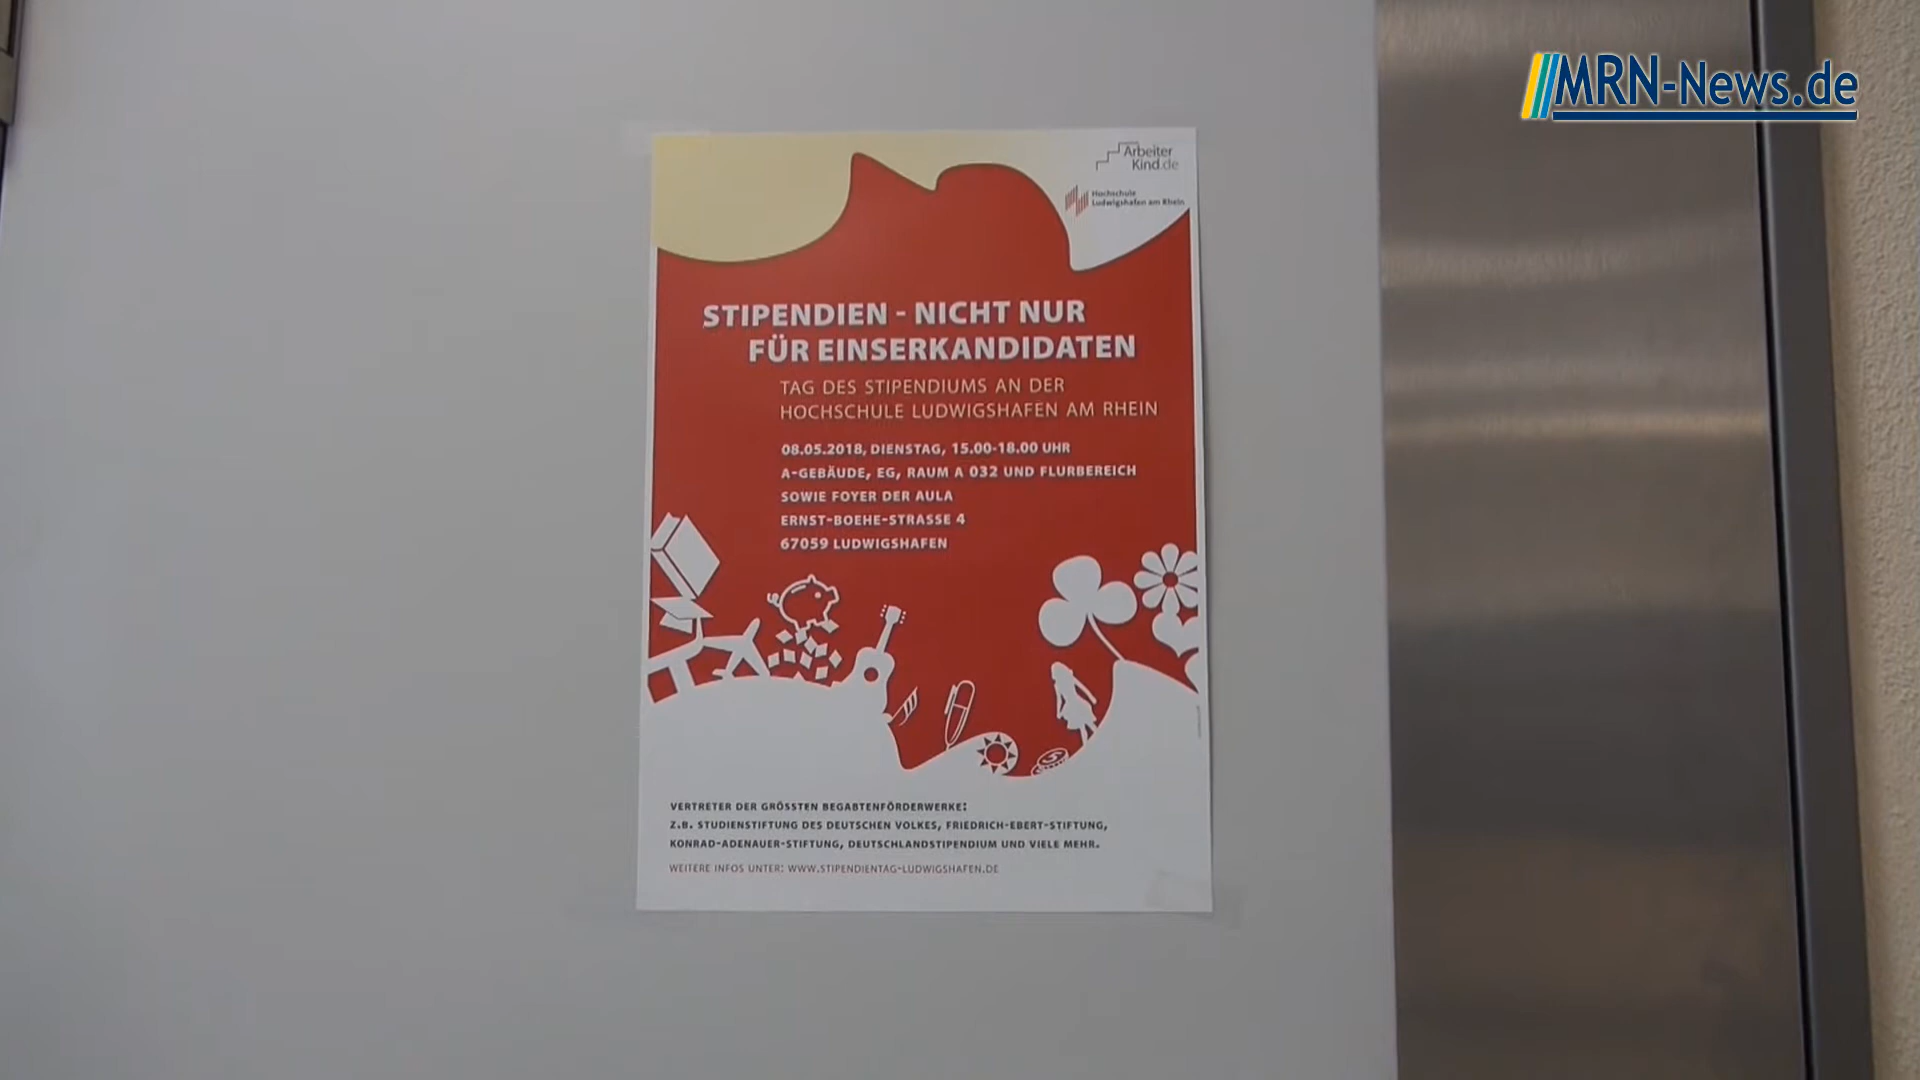 MRN-News.de
Arbeiter
Kind.de
Hochschule
Ludwigshafen am Rhein
STIPENDIEN - NICHT NUR
FÜR EINSERKANDIDATEN
TAG DES STIPENDIUMS AN DER
HOCHSCHULE LUDWIGSHAFEN AM RHEIN
08.05.2018, DIENSTAG, 15.00-18.00 UHR
A-GEBÄUDE, EG, RAUM A 032 UND FLURBEREICH
SOWIE FOYER DER AULA
ERNST-BOEHE-STRASSE 4
67059 LUDWIGSHAFEN
VERTRETER DER GRÖSSTEN BEGABTENFÖRDERWERKE:
Z.B. STUDIENSTIFTUNG DES DEUTSCHEN VOLKES, FRIEDRICH-EBERT-STIFTUNG,
KONRAD-ADENAUER-STIFTUNG, DEUTSCHLANDSTIPENDIUM UND VIELE MEHR.
WEITERE INFOS UNTER: WWW.STIPENDIENTAG-LUDWIGSHAFEN.DE